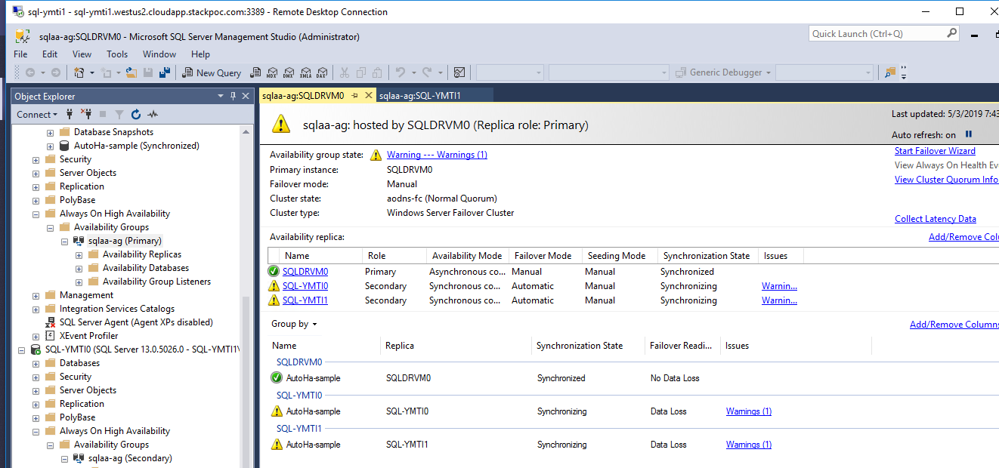 sql-ymti1 - sql-ymti1.westus2.cloudapp.stackpoc.com:3389 - Remote Desktop Connection
sqlaa-ag:SQLDRVM0 - Microsoft SQL Server Management Studio (Administrator)
Quick Launch (Ctrl+Q)
File Edit View Tools Window Help
New Query MDX DMX XMLA DAX Generic Debugger
Object Explorer
Connect
Database Snapshots
AutoHa-sample (Synchronized)
Security
Server Objects
Replication
PolyBase
Always On High Availability
Availability Groups
sqlaa-ag (Primary)
Availability Replicas
Availability Databases
Availability Group Listeners
Management
Integration Services Catalogs
SQL Server Agent (Agent XPs disabled)
XEvent Profiler
SQL-YMTI0 (SQL Server 13.0.5026.0 - SQL-YMTI1\
Databases
Security
Server Objects
Replication
PolyBase
Always On High Availability
Availability Groups
sqlaa-ag (Secondary)
sqlaa-ag:SQLDRVM0 sqlaa-ag:SQL-YMTI1
sqlaa-ag: hosted by SQLDRVM0 (Replica role: Primary)
Last updated: 5/3/2019 7:43
Auto refresh: on
Availability group state: Warning --- Warnings (1)
Primary instance: SQLDRVM0
Failover mode: Manual
Cluster state: aodns-fc (Normal Quorum)
Cluster type: Windows Server Failover Cluster
Start Failover Wizard
View Always On Health Ev
View Cluster Quorum Info
Collect Latency Data
Availability replica: Add/Remove Colu
Name Role Availability Mode Failover Mode Seeding Mode Synchronization State Issues
SQLDRVM0 Primary Asynchronous co... Manual Manual Synchronized
SQL-YMTI0 Secondary Synchronous co... Automatic Manual Synchronizing Warnin...
SQL-YMTI1 Secondary Synchronous co... Automatic Manual Synchronizing Warnin...
Group by Add/Remove Columns
Name Replica Synchronization State Failover Readi... Issues
SQLDRVM0
AutoHa-sample SQLDRVM0 Synchronized No Data Loss
SQL-YMTI0
AutoHa-sample SQL-YMTI0 Synchronizing Data Loss Warnings (1)
SQL-YMTI1
AutoHa-sample SQL-YMTI1 Synchronizing Data Loss Warnings (1)